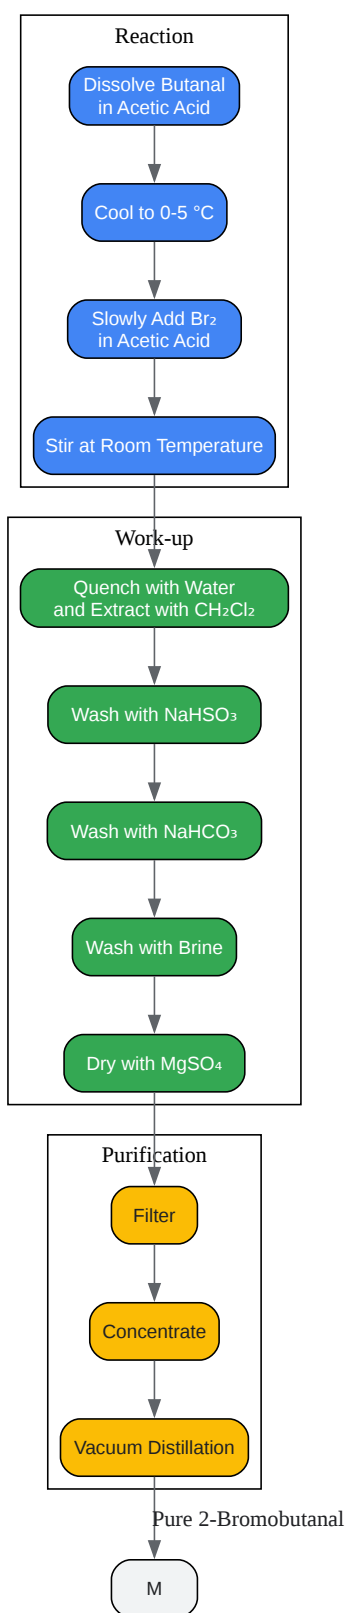 Reaction
Dissolve Butanal
in Acetic Acid
Cool to 0-5 °C
Slowly Add Br₂
in Acetic Acid
Stir at Room Temperature
Work-up
Quench with Water
and Extract with CH₂Cl₂
Wash with NaHSO₃
Wash with NaHCO₃
Wash with Brine
Dry with MgSO₄
Purification
Filter
Concentrate
Vacuum Distillation
Pure 2-Bromobutanal
M